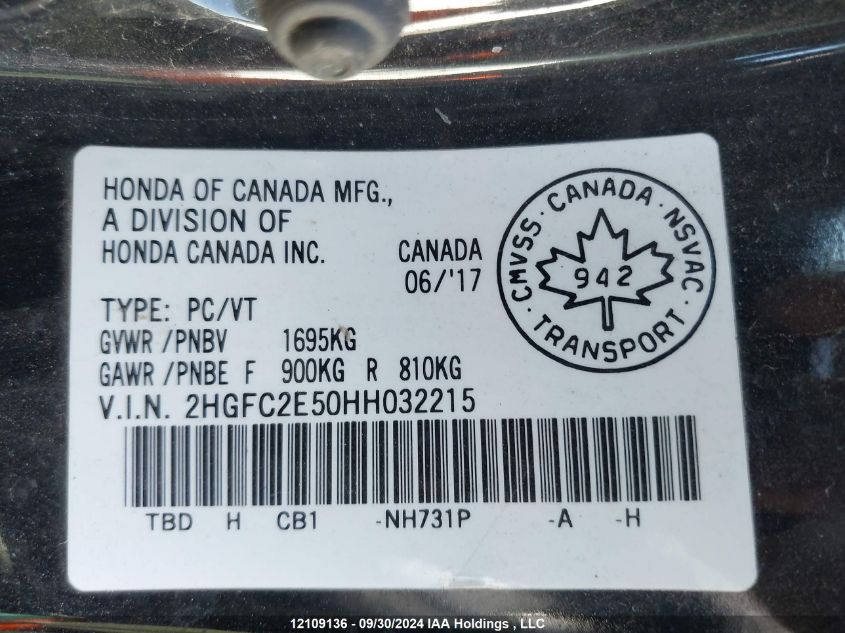 HONDA OF CANADA MFG.,
A DIVISION OF
HONDA CANADA INC.
CANADA
06/'17
CMVSS · CANADA · NSVAC · TRANSPORT ·
942
TYPE: PC/VT
GVWR /PNBV 1695KG
GAWR /PNBE F 900KG R 810KG
V.I.N. 2HGFC2E50HH032215
TBD H CB1 -NH731P -A -H
12109136 - 09/30/2024 IAA Holdings , LLC